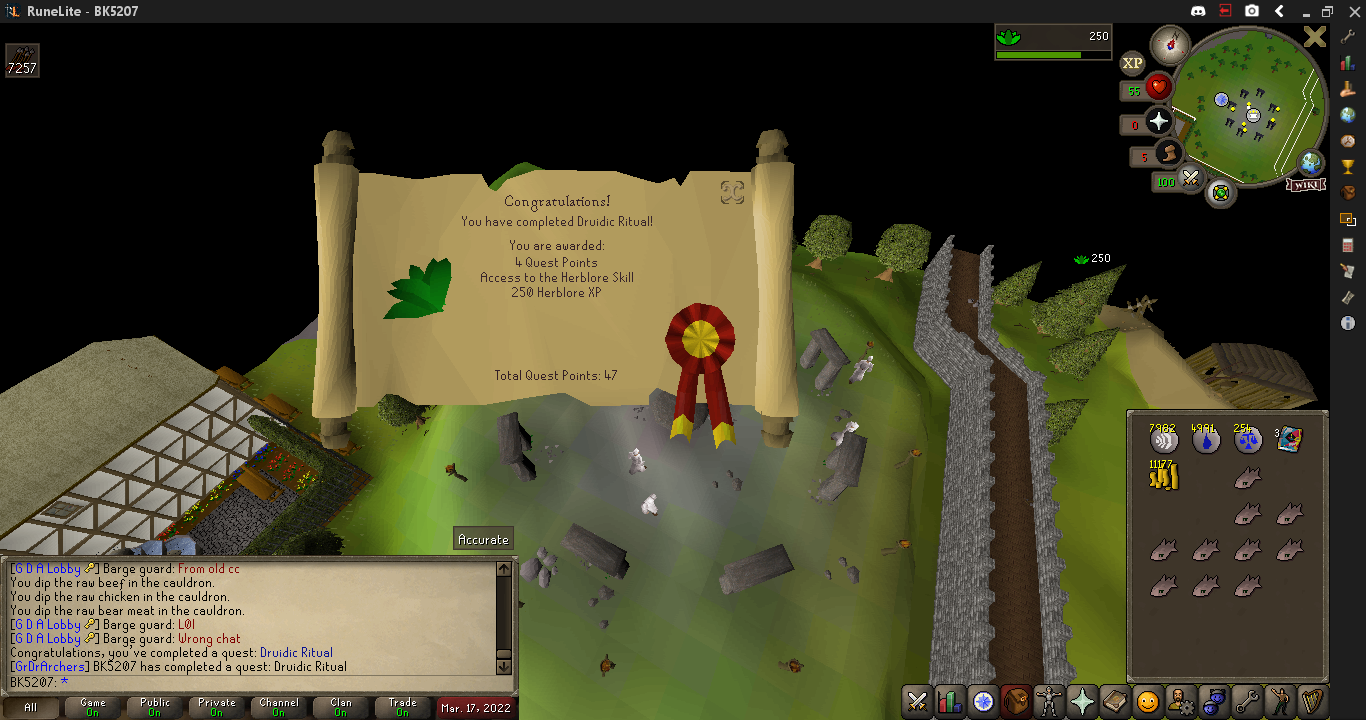 RuneLite - BK5207
7257
250
XP
55
0
5
100
WIKI
Congratulations!
You have completed Druidic Ritual!
You are awarded:
4 Quest Points
Access to the Herblore Skill
250 Herblore XP
Total Quest Points: 47
250
7982
4991
254
3
11177
Accurate
[G D A Lobby] Barge guard: From old cc
You dip the raw beef in the cauldron.
You dip the raw chicken in the cauldron.
You dip the raw bear meat in the cauldron.
[G D A Lobby] Barge guard: L0l
[G D A Lobby] Barge guard: Wrong chat
Congratulations, you've completed a quest: Druidic Ritual
[GrDrArchers] BK5207 has completed a quest: Druidic Ritual
BK5207: *
All
Game
On
Public
On
Private
On
Channel
On
Clan
On
Trade
On
Mar. 17, 2022